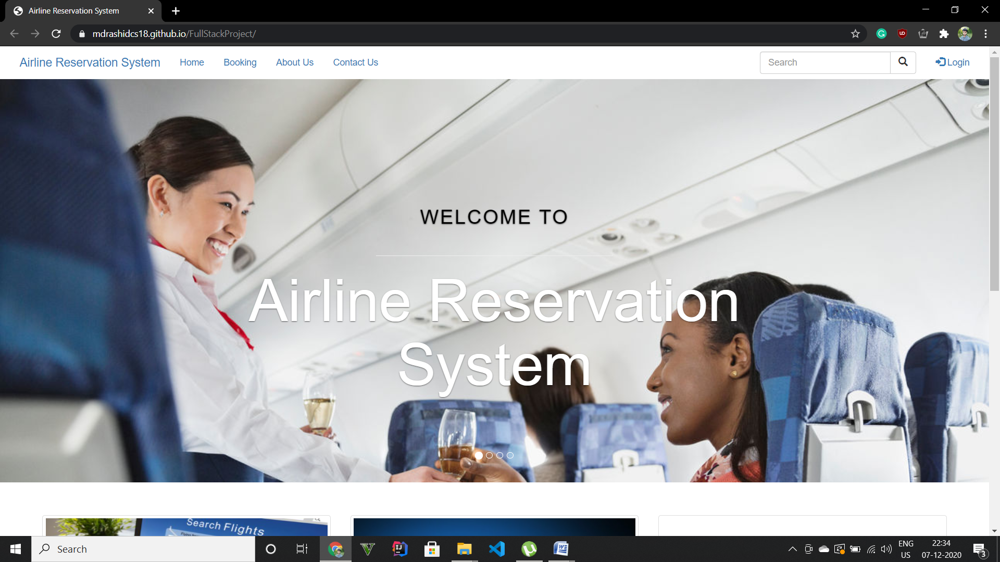 Airline Reservation System
mdrashidcs18.github.io/FullStackProject/
Airline Reservation System Home Booking About Us Contact Us Search Login
WELCOME TO
Airline Reservation
System
Search Flights
Search
ENG
US
22:34
07-12-2020
3